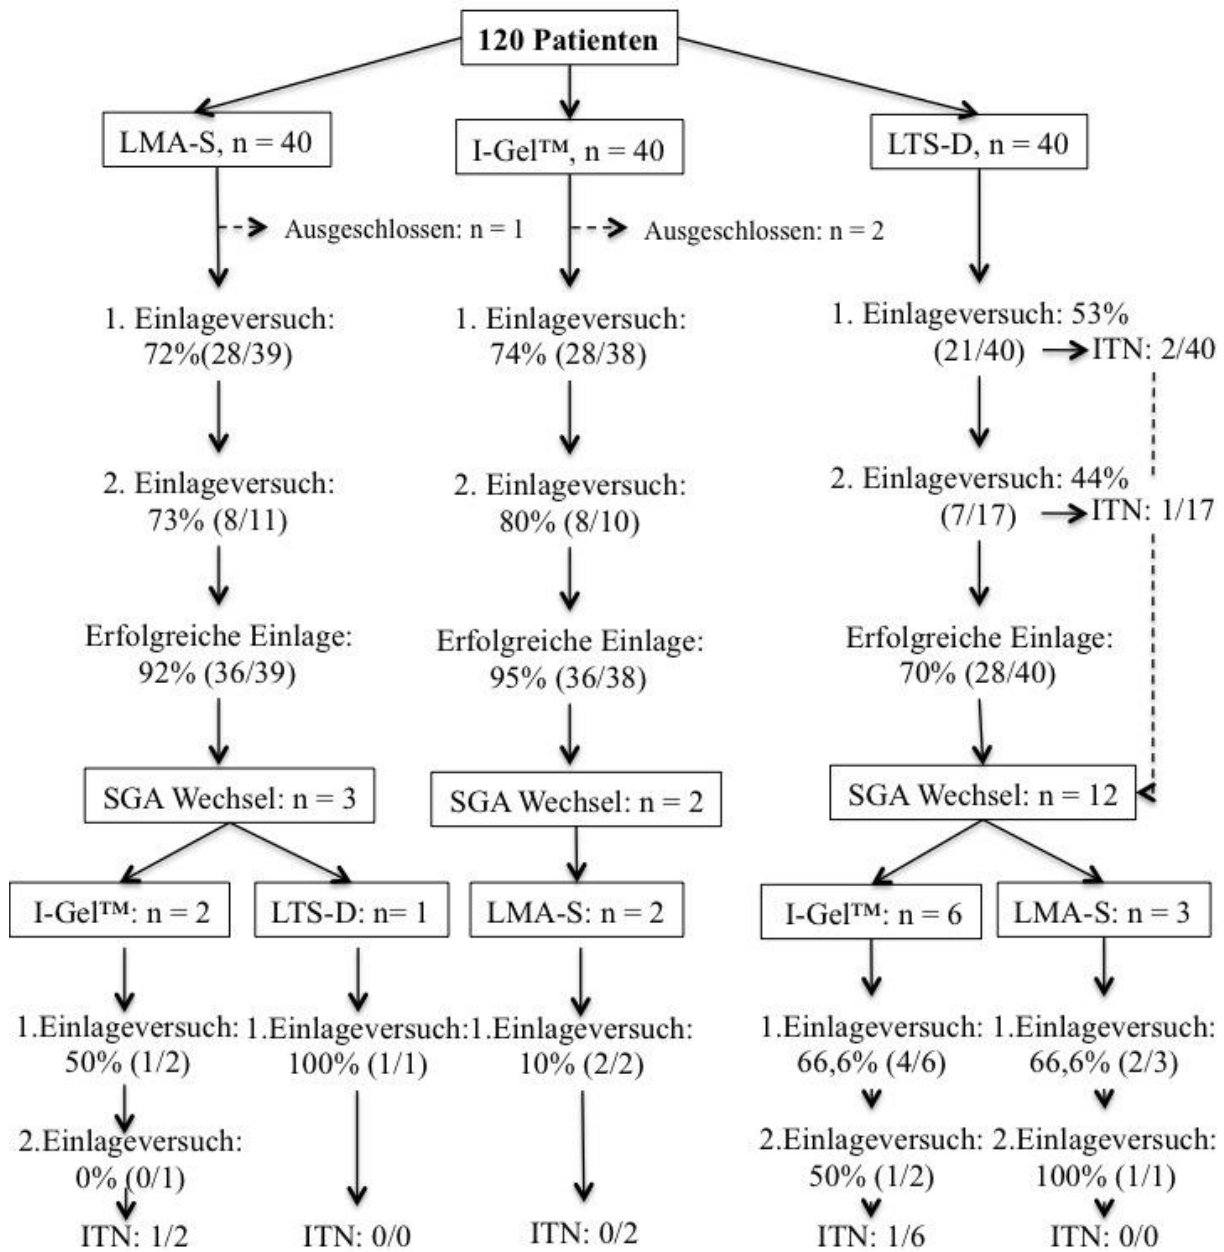 120 Patienten
LMA-S, n = 40
I-Gel™, n = 40
LTS-D, n = 40
Ausgeschlossen: n = 1
Ausgeschlossen: n = 2
1. Einlageversuch:
72%(28/39)
1. Einlageversuch:
74% (28/38)
1. Einlageversuch: 53%
(21/40)
ITN: 2/40
2. Einlageversuch:
73% (8/11)
2. Einlageversuch:
80% (8/10)
2. Einlageversuch: 44%
(7/17)
ITN: 1/17
Erfolgreiche Einlage:
92% (36/39)
Erfolgreiche Einlage:
95% (36/38)
Erfolgreiche Einlage:
70% (28/40)
SGA Wechsel: n = 3
SGA Wechsel: n = 2
SGA Wechsel: n = 12
I-Gel™: n = 2
LTS-D: n= 1
LMA-S: n = 2
I-Gel™: n = 6
LMA-S: n = 3
1.Einlageversuch:
50% (1/2)
1.Einlageversuch:
100% (1/1)
1.Einlageversuch:
10% (2/2)
1.Einlageversuch:
66,6% (4/6)
1.Einlageversuch:
66,6% (2/3)
2.Einlageversuch:
0% (0/1)
2.Einlageversuch:
50% (1/2)
2.Einlageversuch:
100% (1/1)
ITN: 1/2
ITN: 0/0
ITN: 0/2
ITN: 1/6
ITN: 0/0